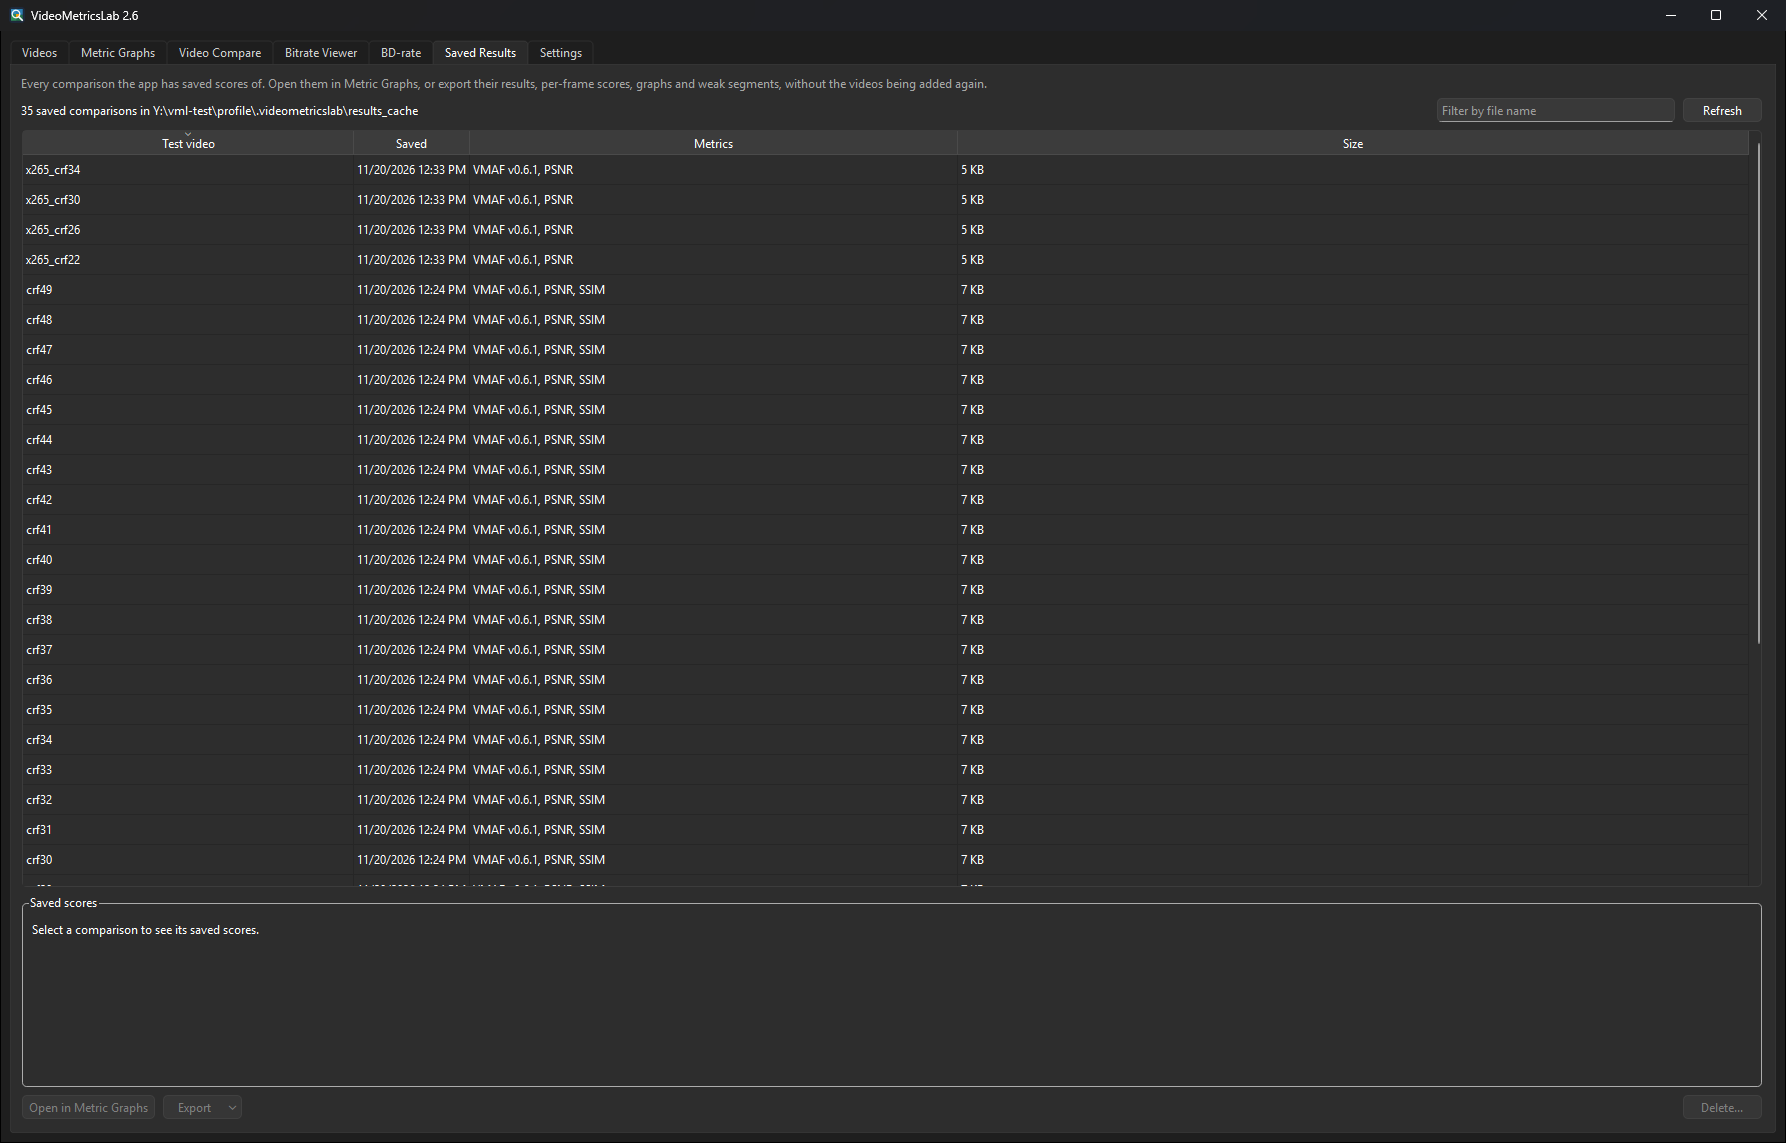 VideoMetricsLab 2.6
Videos Metric Graphs Video Compare Bitrate Viewer BD-rate Saved Results Settings
Every comparison the app has saved scores of. Open them in Metric Graphs, or export their results, per-frame scores, graphs and weak segments, without the videos being added again.
35 saved comparisons in Y:\vml-test\profile\.videometricslab\results_cache Filter by file name Refresh
Test video Saved Metrics Size
x265_crf34 11/20/2026 12:33 PM VMAF v0.6.1, PSNR 5 KB
x265_crf30 11/20/2026 12:33 PM VMAF v0.6.1, PSNR 5 KB
x265_crf26 11/20/2026 12:33 PM VMAF v0.6.1, PSNR 5 KB
x265_crf22 11/20/2026 12:33 PM VMAF v0.6.1, PSNR 5 KB
crf49 11/20/2026 12:24 PM VMAF v0.6.1, PSNR, SSIM 7 KB
crf48 11/20/2026 12:24 PM VMAF v0.6.1, PSNR, SSIM 7 KB
crf47 11/20/2026 12:24 PM VMAF v0.6.1, PSNR, SSIM 7 KB
crf46 11/20/2026 12:24 PM VMAF v0.6.1, PSNR, SSIM 7 KB
crf45 11/20/2026 12:24 PM VMAF v0.6.1, PSNR, SSIM 7 KB
crf44 11/20/2026 12:24 PM VMAF v0.6.1, PSNR, SSIM 7 KB
crf43 11/20/2026 12:24 PM VMAF v0.6.1, PSNR, SSIM 7 KB
crf42 11/20/2026 12:24 PM VMAF v0.6.1, PSNR, SSIM 7 KB
crf41 11/20/2026 12:24 PM VMAF v0.6.1, PSNR, SSIM 7 KB
crf40 11/20/2026 12:24 PM VMAF v0.6.1, PSNR, SSIM 7 KB
crf39 11/20/2026 12:24 PM VMAF v0.6.1, PSNR, SSIM 7 KB
crf38 11/20/2026 12:24 PM VMAF v0.6.1, PSNR, SSIM 7 KB
crf37 11/20/2026 12:24 PM VMAF v0.6.1, PSNR, SSIM 7 KB
crf36 11/20/2026 12:24 PM VMAF v0.6.1, PSNR, SSIM 7 KB
crf35 11/20/2026 12:24 PM VMAF v0.6.1, PSNR, SSIM 7 KB
crf34 11/20/2026 12:24 PM VMAF v0.6.1, PSNR, SSIM 7 KB
crf33 11/20/2026 12:24 PM VMAF v0.6.1, PSNR, SSIM 7 KB
crf32 11/20/2026 12:24 PM VMAF v0.6.1, PSNR, SSIM 7 KB
crf31 11/20/2026 12:24 PM VMAF v0.6.1, PSNR, SSIM 7 KB
crf30 11/20/2026 12:24 PM VMAF v0.6.1, PSNR, SSIM 7 KB
Saved scores
Select a comparison to see its saved scores.
Open in Metric Graphs Export Delete...